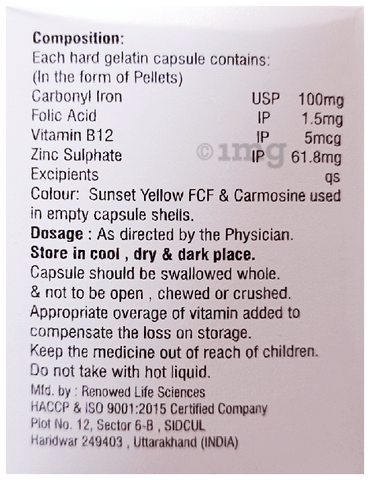 Composition:
Each hard gelatin capsule contains:
(In the form of Pellets)
Carbonyl Iron USP 100mg
Folic Acid IP 1.5mg
Vitamin B12 IP 5mcg
©1mg
Zinc Sulphate IP 61.8mg
Excipients qs
Colour: Sunset Yellow FCF & Carmosine used
in empty capsule shells.
Dosage : As directed by the Physician.
Store in cool , dry & dark place.
Capsule should be swallowed whole.
& not to be open , chewed or crushed.
Appropriate overage of vitamin added to
compensate the loss on storage.
Keep the medicine out of reach of children.
Do not take with hot liquid.
Mfd. by : Renowed Life Sciences
HACCP & ISO 9001:2015 Certified Company
Plot No. 12, Sector 6-B , SIDCUL
Haridwar 249403 , Uttarakhand (INDIA)